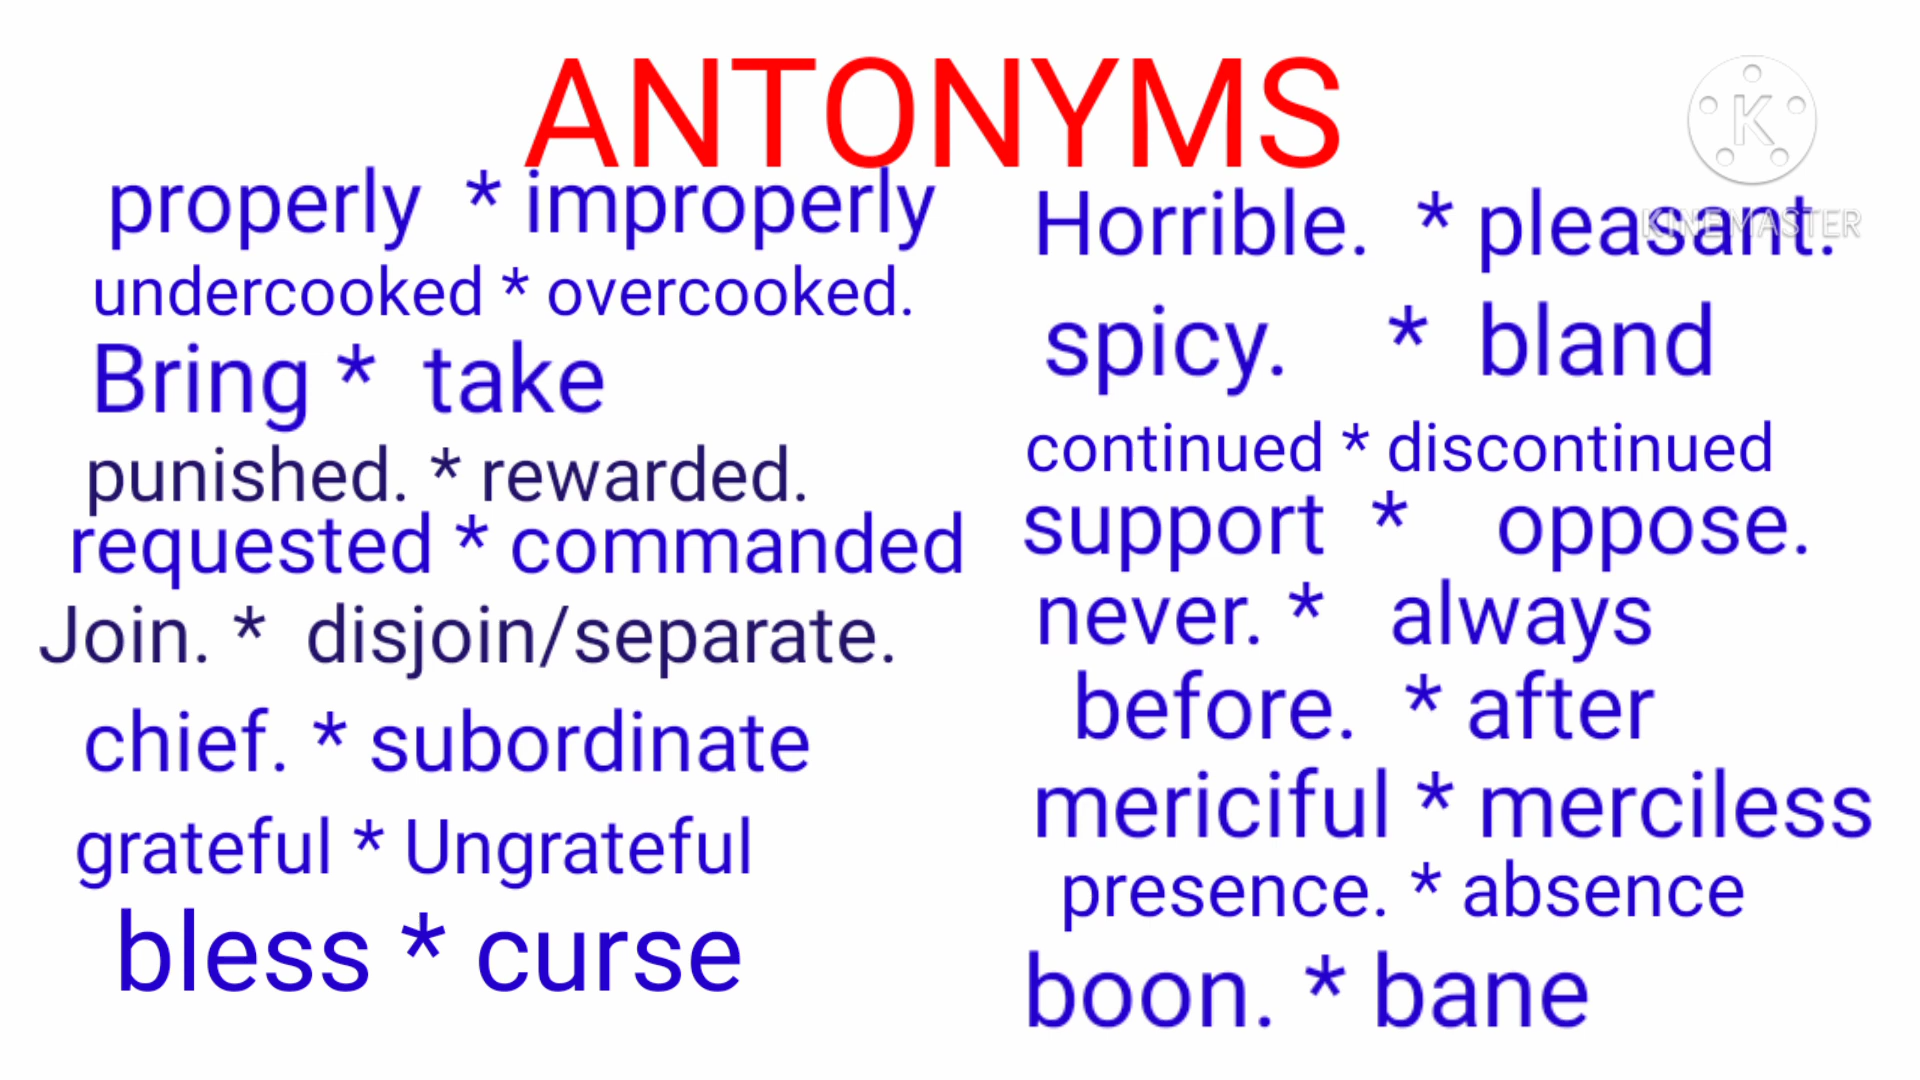 ANTONYMS
properly * improperly
undercooked * overcooked.
Bring * take
punished. * rewarded.
requested * commanded
Join. * disjoin/separate.
chief. * subordinate
grateful * Ungrateful
bless * curse
K
KINEMASTER
Horrible. * pleasant.
spicy. * bland
continued * discontinued
support * oppose.
never. * always
before. * after
mericiful * merciless
presence. * absence
boon. * bane